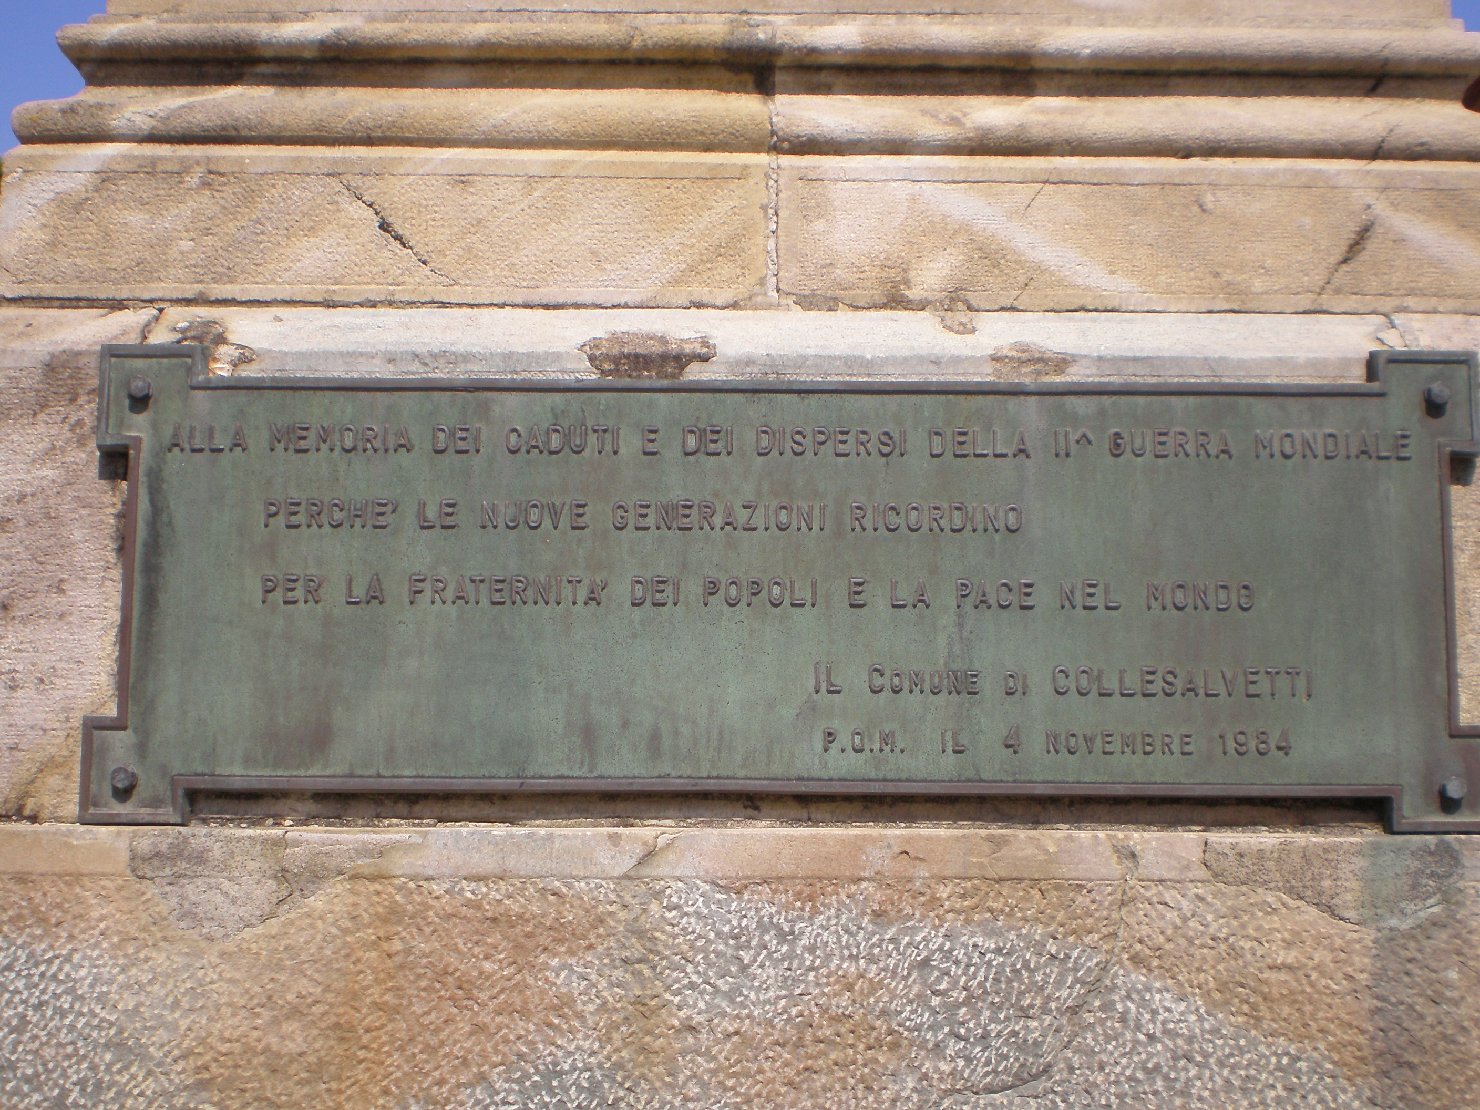 ALLA MEMORIA DEI CADUTI E DEI DISPERSI DELLA II^ GUERRA MONDIALE
PERCHE' LE NUOVE GENERAZIONI RICORDINO
PER LA FRATERNITA' DEI POPOLI E LA PACE NEL MONDO
IL COMUNE DI COLLESALVETTI
P.Q.M. IL 4 NOVEMBRE 1984